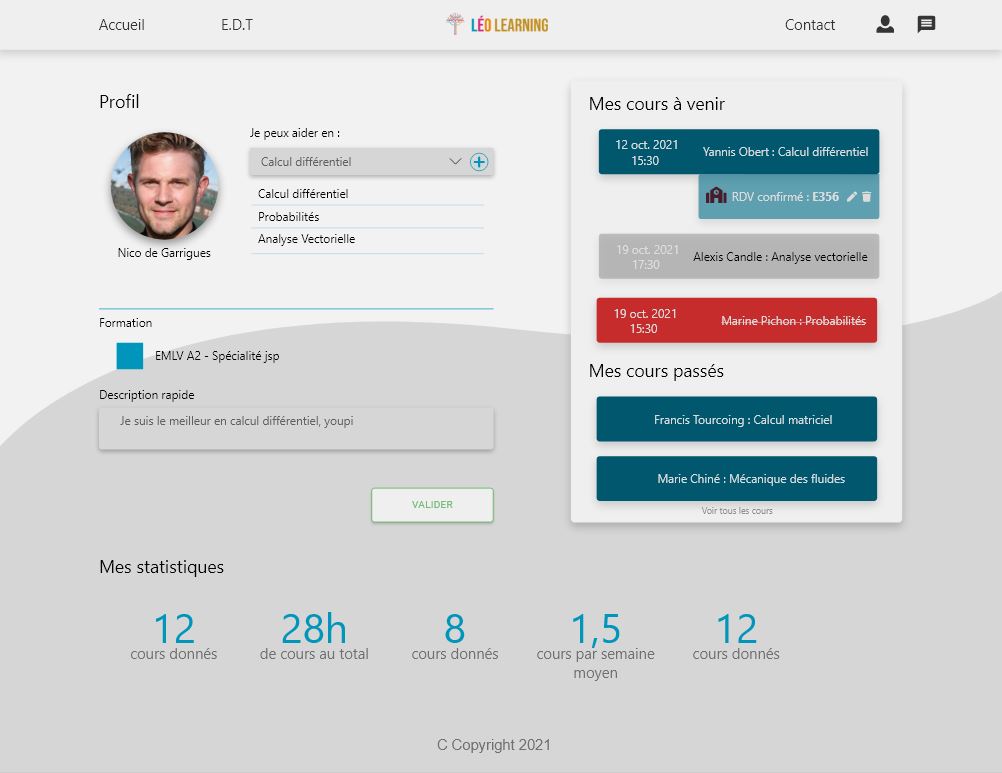 Accueil
E.D.T
LÉO LEARNING
Contact
Profil
Je peux aider en :
Calcul différentiel
Calcul différentiel
Probabilités
Analyse Vectorielle
Nico de Garrigues
Formation
EMLV A2 - Spécialité jsp
Description rapide
Je suis le meilleur en calcul différentiel, youpi
VALIDER
Mes cours à venir
12 oct. 2021
15:30
Yannis Obert : Calcul différentiel
RDV confirmé : E356
19 oct. 2021
17:30
Alexis Candle : Analyse vectorielle
19 oct. 2021
15:30
Marine Pichon : Probabilités
Mes cours passés
Francis Tourcoing : Calcul matriciel
Marie Chiné : Mécanique des fluides
Voir tous les cours
Mes statistiques
12
cours donnés
28h
de cours au total
8
cours donnés
1,5
cours par semaine
moyen
12
cours donnés
C Copyright 2021